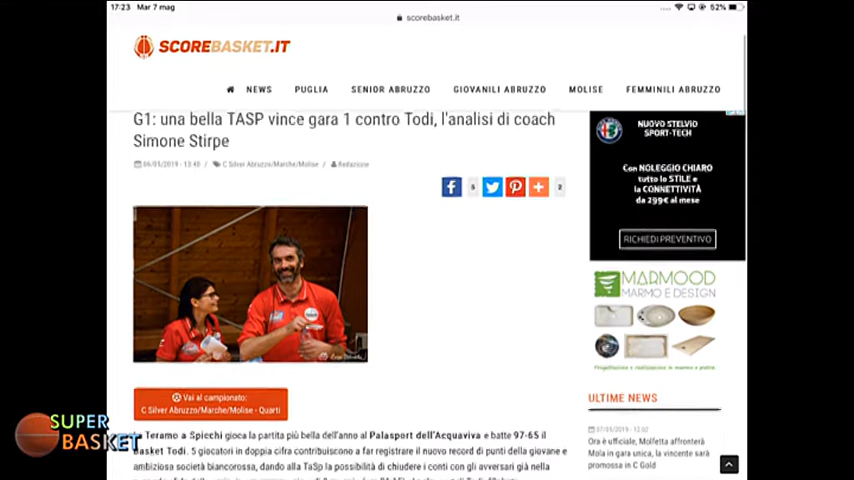 17:23 Mar 7 mag
52%
scorebasket.it
SCOREBASKET.IT
NEWS PUGLIA SENIOR ABRUZZO GIOVANILI ABRUZZO MOLISE FEMMINILI ABRUZZO
G1: una bella TASP vince gara 1 contro Todi, l'analisi di coach
Simone Stirpe
06/05/2019 - 13:40 / C Silver Abruzzo/Marche/Molise / Redazione
5
2
NUOVO STELVIO
SPORT-TECH
Con NOLEGGIO CHIARO
tutto lo STILE e
la CONNETTIVITÀ
da 299€ al mese
RICHIEDI PREVENTIVO
MARMOOD
MARMO E DESIGN
Progettazione e realizzazione in marmo e pietra
Vai al campionato:
C Silver Abruzzo/Marche/Molise - Quarti
ULTIME NEWS
07/05/2019 - 12:02
Ora è ufficiale, Molfetta affronterà
Mola in gara unica, la vincente sarà
promossa in C Gold
La Teramo a Spicchi gioca la partita più bella dell'anno al Palasport dell'Acquaviva e batte 97-65 il
Basket Todi. 5 giocatori in doppia cifra contribuiscono a far registrare il nuovo record di punti della giovane e
ambiziosa società biancorossa, dando alla TaSp la possibilità di chiudere i conti con gli avversari già nella
SUPER
BASKET